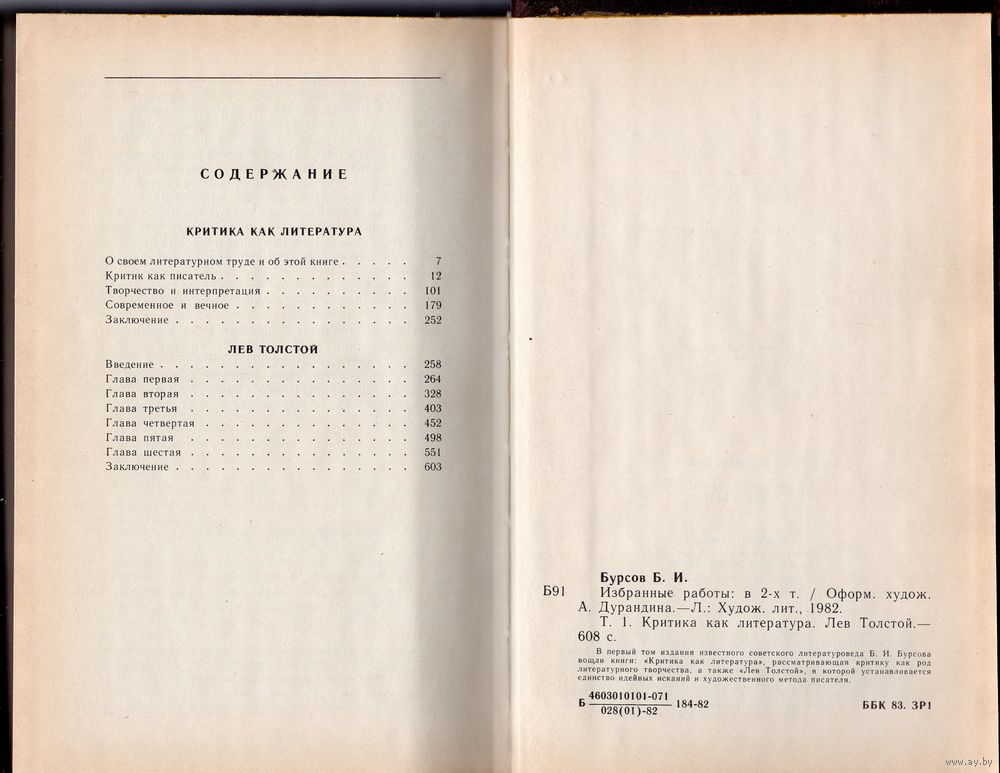 СОДЕРЖАНИЕ
КРИТИКА КАК ЛИТЕРАТУРА
О своем литературном труде и об этой книге . . . . . 7
Критик как писатель . . . . . . . . . . . . . 12
Творчество и интерпретация . . . . . . . . . . 101
Современное и вечное . . . . . . . . . . . . 179
Заключение . . . . . . . . . . . . . . . . 252
ЛЕВ ТОЛСТОЙ
Введение . . . . . . . . . . . . . . . . . 258
Глава первая . . . . . . . . . . . . . . . 264
Глава вторая . . . . . . . . . . . . . . . 328
Глава третья . . . . . . . . . . . . . . . 403
Глава четвертая . . . . . . . . . . . . . . 452
Глава пятая . . . . . . . . . . . . . . . 498
Глава шестая . . . . . . . . . . . . . . . 551
Заключение . . . . . . . . . . . . . . . . 603
Бурсов Б. И.
Б91 Избранные работы: в 2-х т. / Оформ. худож.
А. Дурандина.—Л.: Худож. лит., 1982.
Т. 1. Критика как литература. Лев Толстой.—
608 с.
В первый том издания известного советского литературоведа Б. И. Бурсова
вошли книги: «Критика как литература», рассматривающая критику как род
литературного творчества, а также «Лев Толстой», в которой устанавливается
единство идейных исканий и художественного метода писателя.
Б 4603010101-071 184-82
028(01)-82
ББК 83. 3Р1
www.ay.by